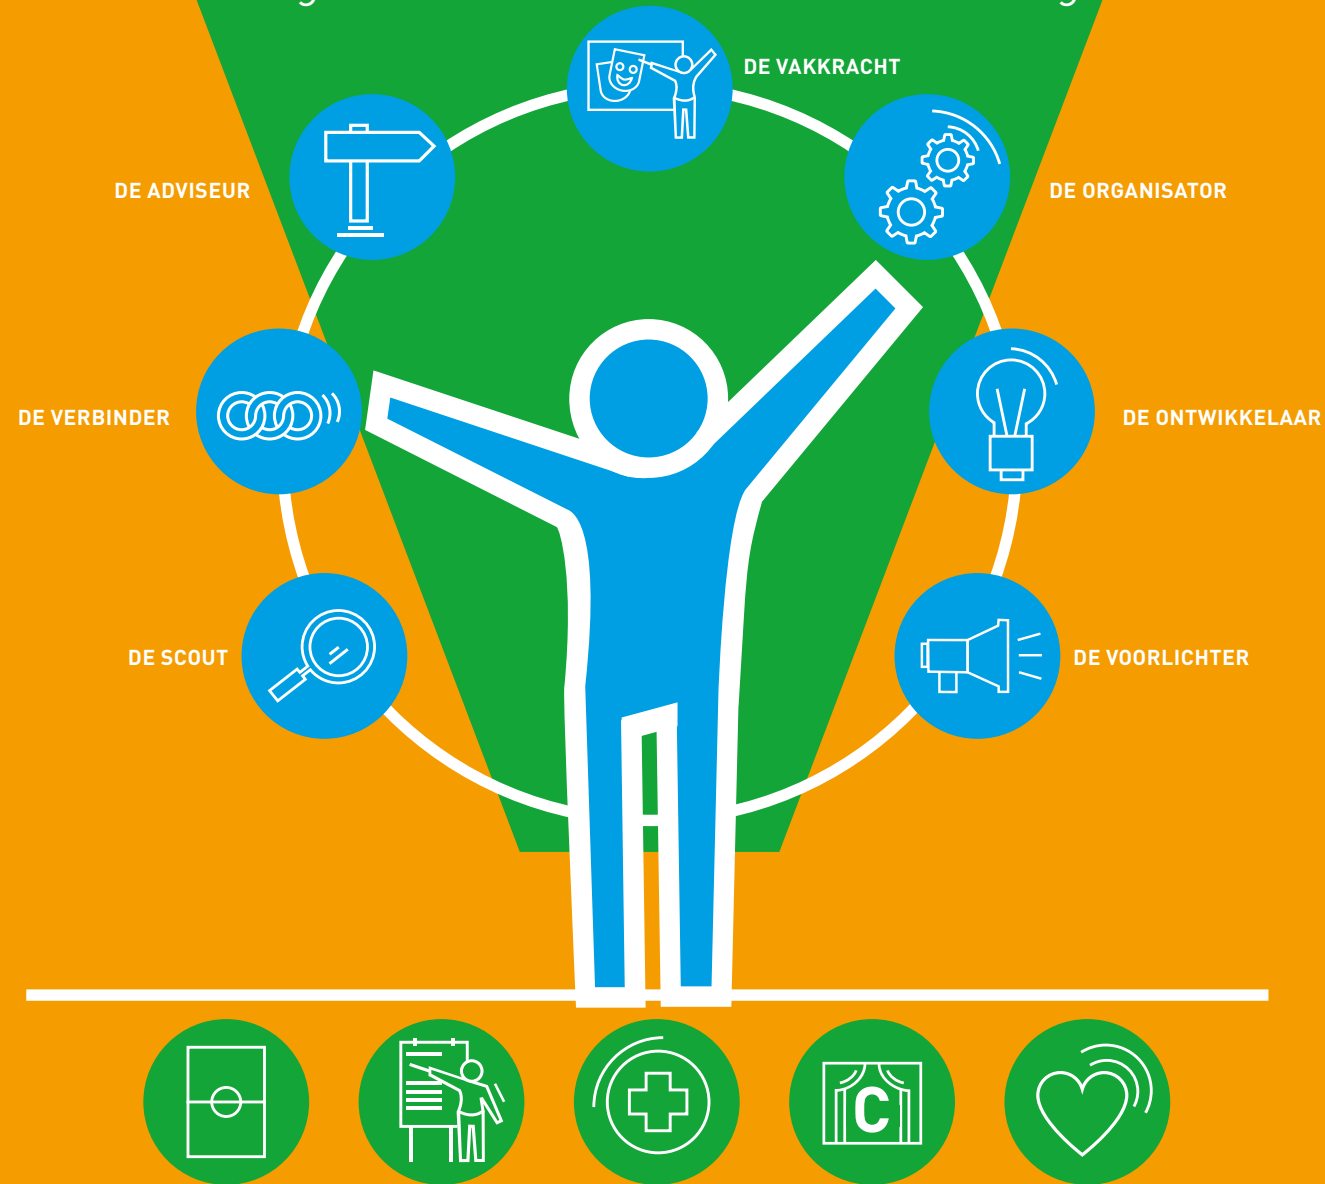 DE VAKKRACHT
DE ADVISEUR
DE ORGANISATOR
DE VERBINDER
DE ONTWIKKELAAR
DE SCOUT
DE VOORLICHTER
C